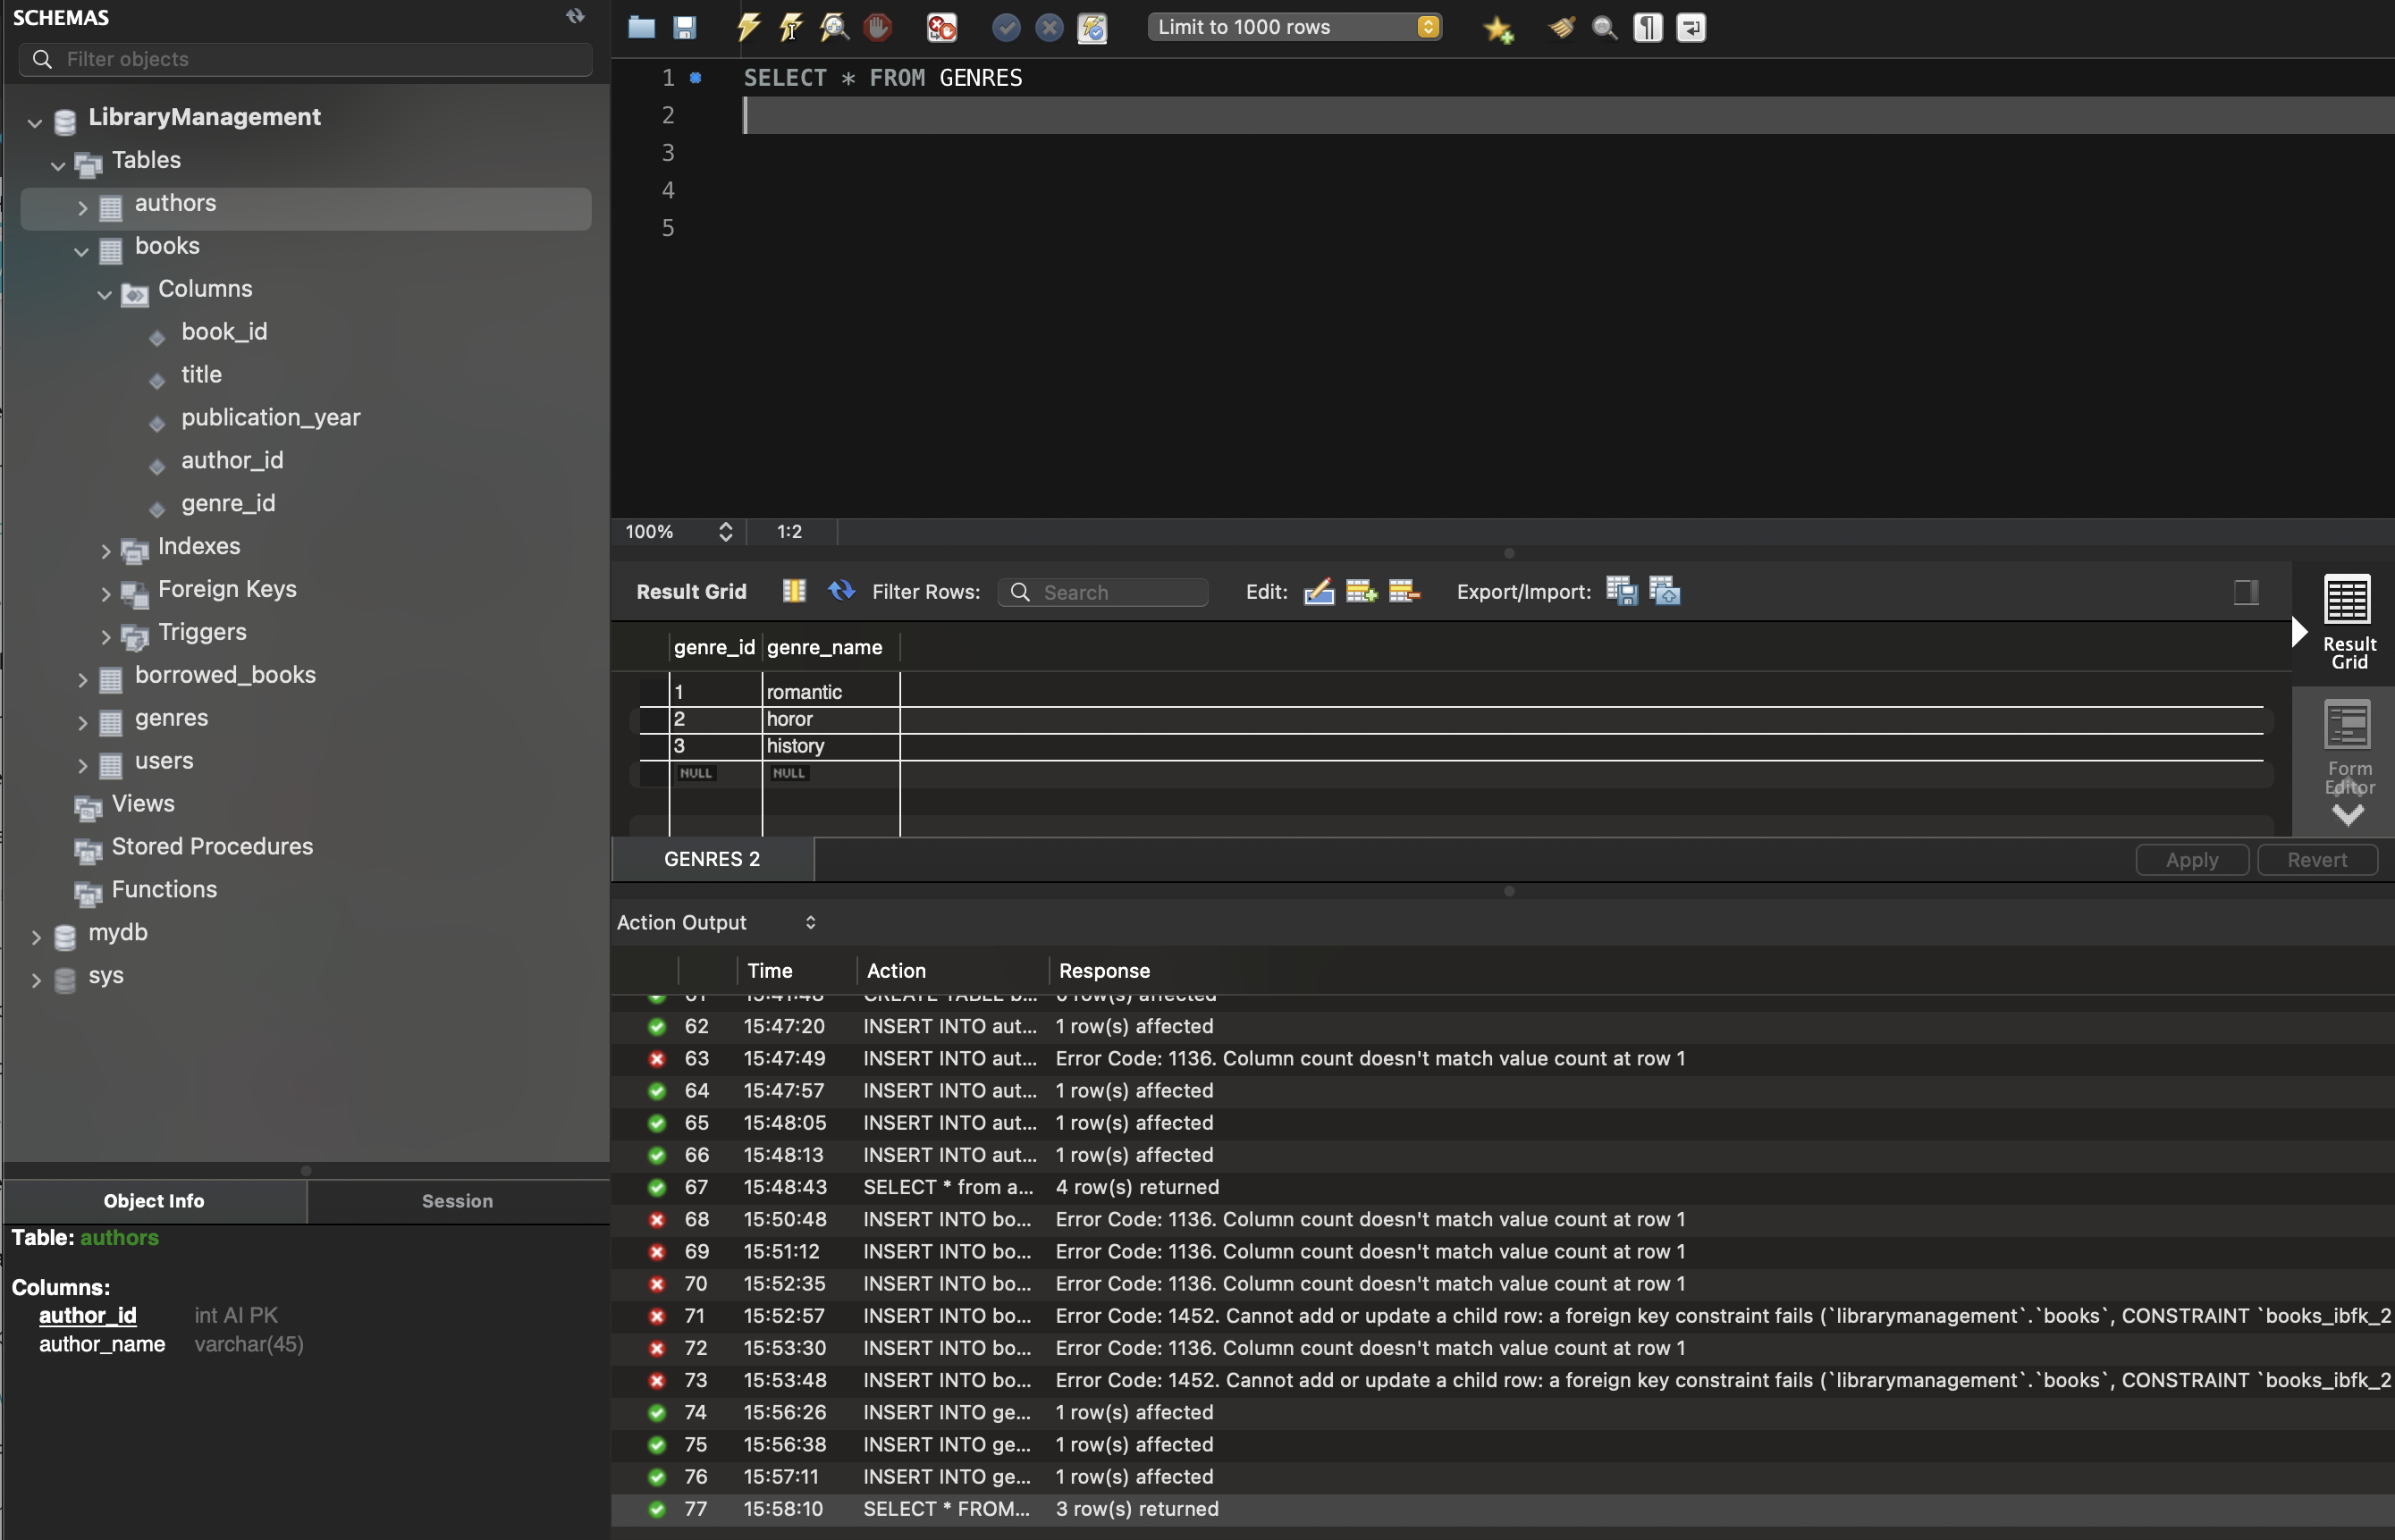 SCHEMAS
Filter objects
LibraryManagement
Tables
authors
books
Columns
book_id
title
publication_year
author_id
genre_id
Indexes
Foreign Keys
Triggers
borrowed_books
genres
users
Views
Stored Procedures
Functions
mydb
sys
Object Info Session
Table: authors
Columns:
author_id int AI PK
author_name varchar(45)
Limit to 1000 rows
1 SELECT * FROM GENRES
2
3
4
5
100% 1:2
Result Grid Filter Rows: Search Edit: Export/Import:
genre_id genre_name
1 romantic
2 horor
3 history
NULL NULL
Result
Grid
Form
Editor
GENRES 2 Apply Revert
Action Output
Time Action Response
61 15:41:48 CREATE TABLE b... 0 row(s) affected
62 15:47:20 INSERT INTO aut... 1 row(s) affected
63 15:47:49 INSERT INTO aut... Error Code: 1136. Column count doesn't match value count at row 1
64 15:47:57 INSERT INTO aut... 1 row(s) affected
65 15:48:05 INSERT INTO aut... 1 row(s) affected
66 15:48:13 INSERT INTO aut... 1 row(s) affected
67 15:48:43 SELECT * from a... 4 row(s) returned
68 15:50:48 INSERT INTO bo... Error Code: 1136. Column count doesn't match value count at row 1
69 15:51:12 INSERT INTO bo... Error Code: 1136. Column count doesn't match value count at row 1
70 15:52:35 INSERT INTO bo... Error Code: 1136. Column count doesn't match value count at row 1
71 15:52:57 INSERT INTO bo... Error Code: 1452. Cannot add or update a child row: a foreign key constraint fails (`librarymanagement`.`books`, CONSTRAINT `books_ibfk_2
72 15:53:30 INSERT INTO bo... Error Code: 1136. Column count doesn't match value count at row 1
73 15:53:48 INSERT INTO bo... Error Code: 1452. Cannot add or update a child row: a foreign key constraint fails (`librarymanagement`.`books`, CONSTRAINT `books_ibfk_2
74 15:56:26 INSERT INTO ge... 1 row(s) affected
75 15:56:38 INSERT INTO ge... 1 row(s) affected
76 15:57:11 INSERT INTO ge... 1 row(s) affected
77 15:58:10 SELECT * FROM... 3 row(s) returned